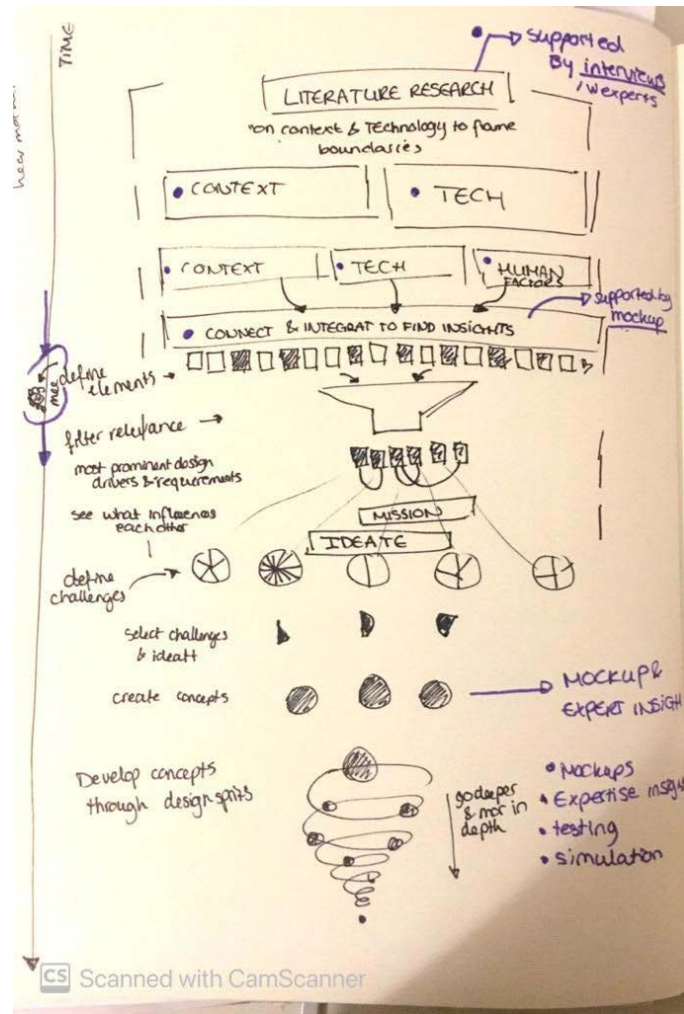 TIME
supported
By interviews
/w experts
LITERATURE RESEARCH
"on context & Technology to frame
boundaries
CONTEXT
TECH
CONTEXT
TECH
HUMAN
FACTORS
supported by
mockup
CONNECT & INTEGRAT TO FIND INSIGHTS
define
elements
filter relevance
most prominent design
drivers & requirements
see what influences
each other
MISSION
IDEATE
define
challenges
select challenges
& ideatt
create concepts
MOCKUP &
EXPERT INSIGH
Develop concepts
through design sprits
go deeper
& mor in
depth
• Mockups
• Expertise insigh
• testing
• simulation
CS Scanned with CamScanner